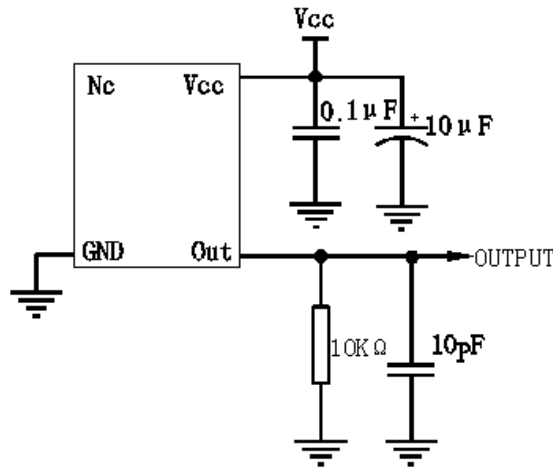 Vcc
Nc Vcc
0.1μF
+
10μF
GND Out
OUTPUT
10KΩ
10pF